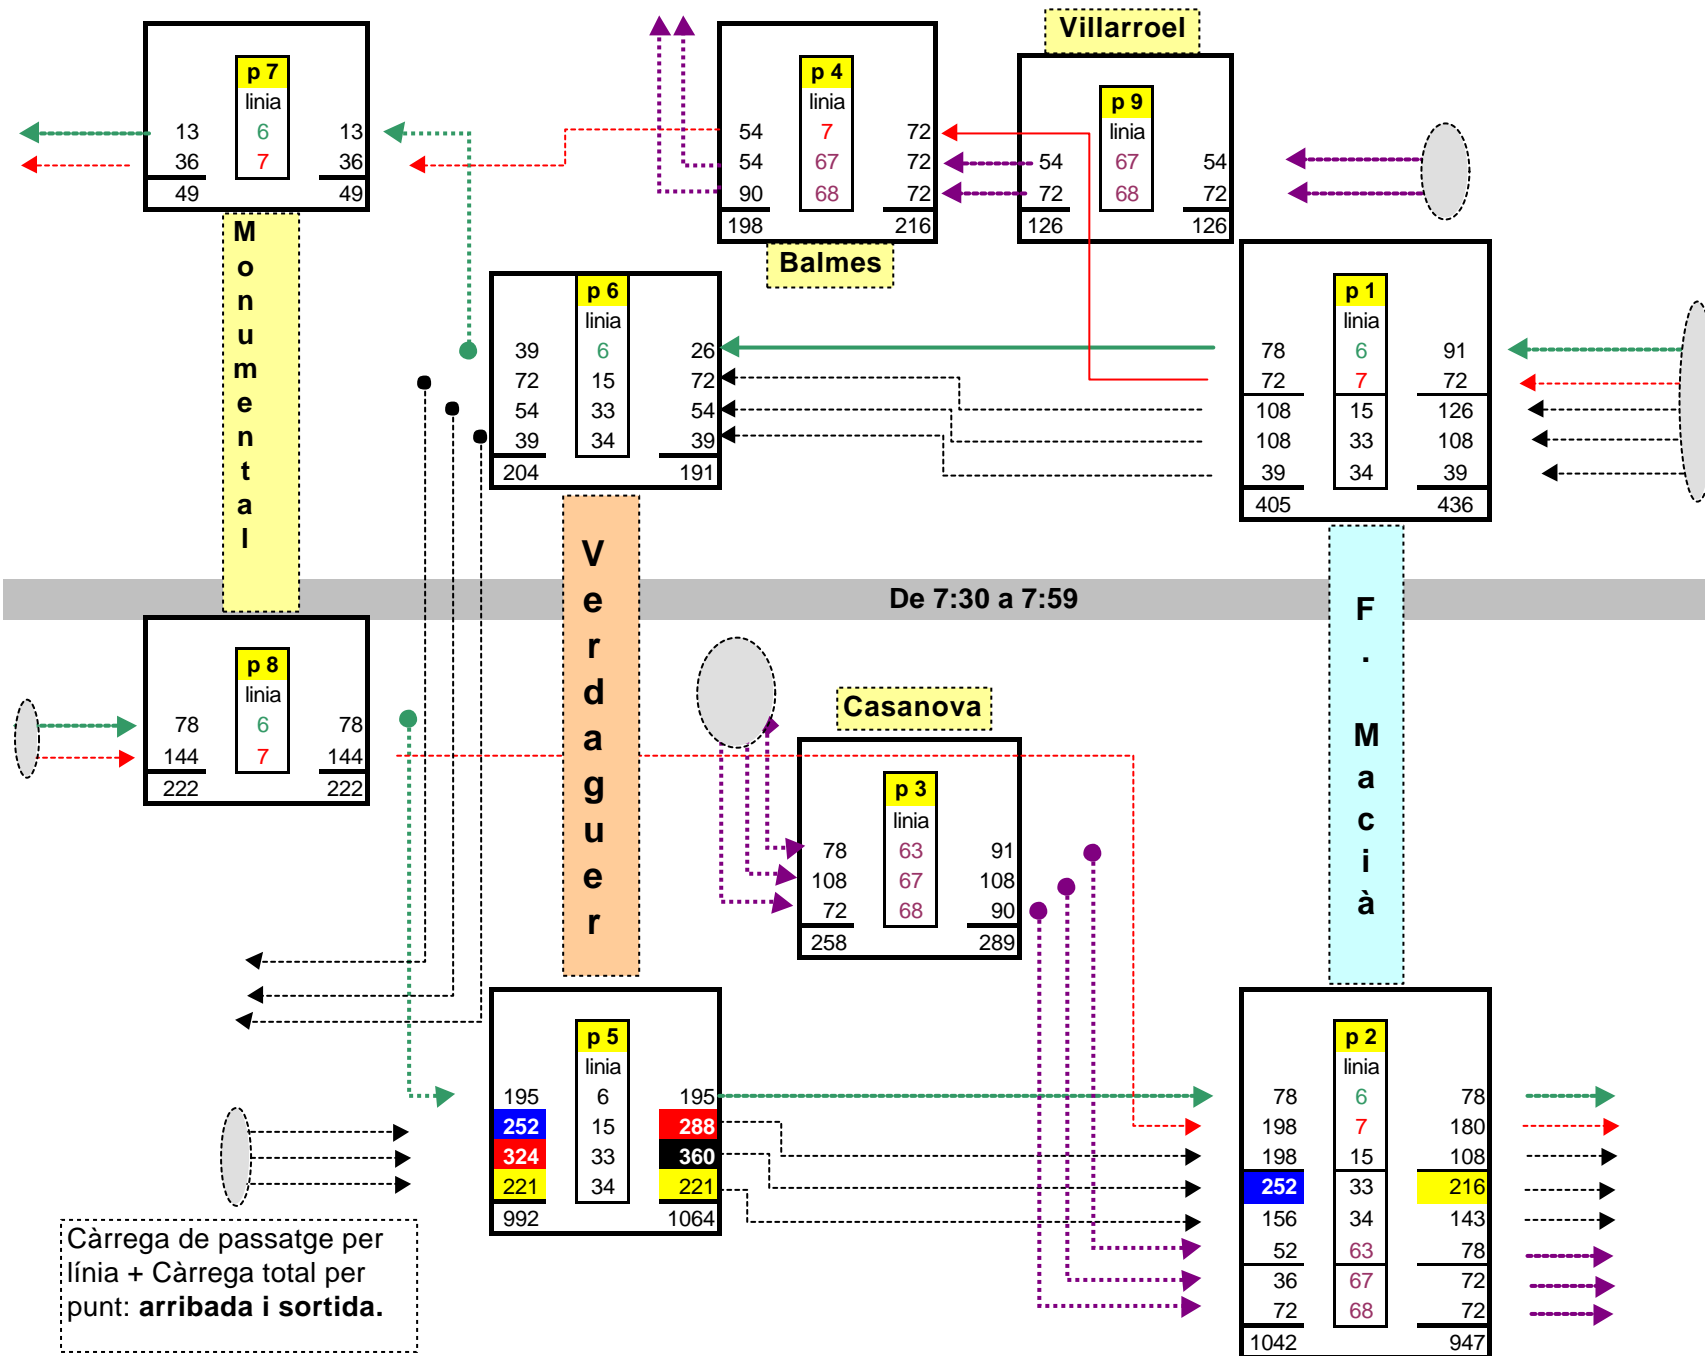 Villarroel
p 7
linia
13 6 13
36 7 36
49 49
p 4
linia
54 7 72
54 67 72
90 68 72
198 216
p 9
linia
54 67 54
72 68 72
126 126
Balmes
Monumental
p 6
linia
39 6 26
72 15 72
54 33 54
39 34 39
204 191
p 1
linia
78 6 91
72 7 72
108 15 126
108 33 108
39 34 39
405 436
Verdaguer
F. Macià
De 7:30 a 7:59
p 8
linia
78 6 78
144 7 144
222 222
Casanova
p 3
linia
78 63 91
108 67 108
72 68 90
258 289
p 5
linia
195 6 195
252 15 288
324 33 360
221 34 221
992 1064
p 2
linia
78 6 78
198 7 180
198 15 108
252 33 216
156 34 143
52 63 78
36 67 72
72 68 72
1042 947
Càrrega de passatge per
línia + Càrrega total per
punt: arribada i sortida.